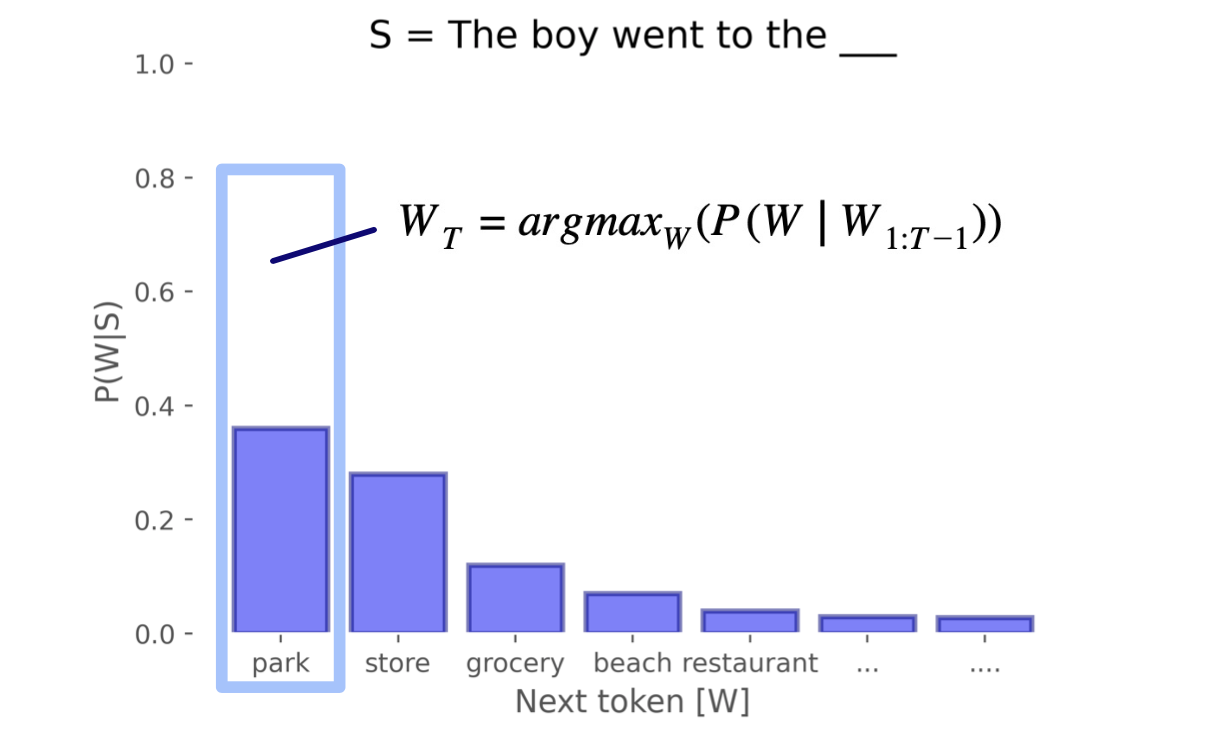 S = The boy went to the ___
1.0
0.8
W_T = argmax_W(P(W | W_{1:T−1}))
0.6
P(W|S)
0.4
0.2
0.0
park store grocery beach restaurant ... ....
Next token [W]